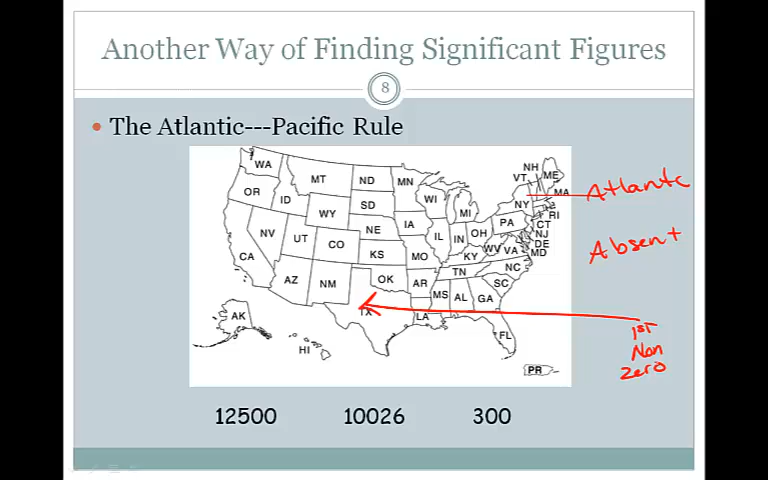 Another Way of Finding Significant Figures
8
• The Atlantic---Pacific Rule
WA
OR
ID
MT
ND
MN
SD
WY
NE
IA
WI
MI
NV
UT
CO
KS
MO
IL
IN
OH
PA
NY
VT
NH
ME
MA
RI
CT
NJ
DE
MD
WV
VA
KY
NC
TN
SC
CA
AZ
NM
OK
AR
MS
AL
GA
TX
LA
FL
AK
HI
PR
Atlantic
Absent
1st
Non
Zero
12500 10026 300